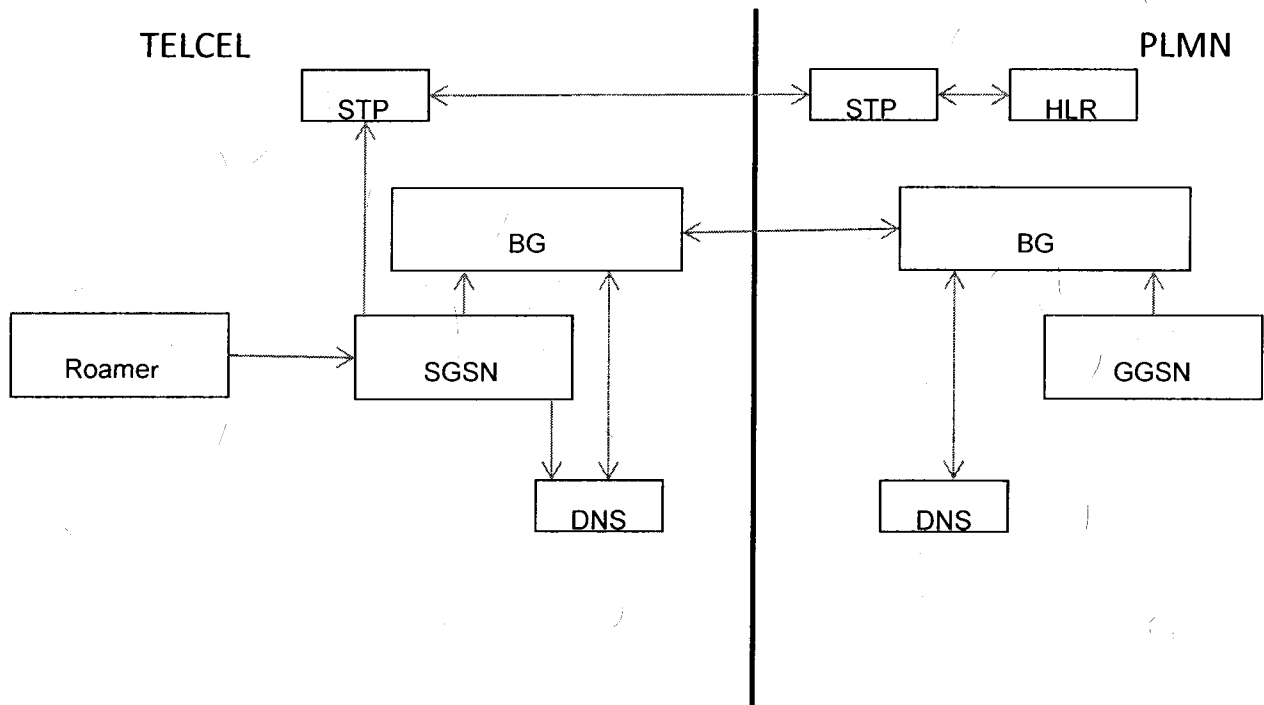 TELCEL
PLMN
STP
STP
HLR
BG
BG
Roamer
SGSN
GGSN
DNS
DNS